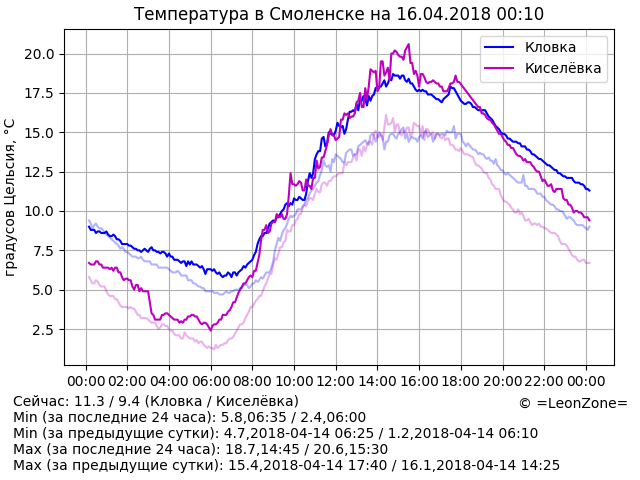 Температура в Смоленске на 16.04.2018 00:10
Кловка
Киселёвка
градусов Цельсия, °C
20.0
17.5
15.0
12.5
10.0
7.5
5.0
2.5
00:00 02:00 04:00 06:00 08:00 10:00 12:00 14:00 16:00 18:00 20:00 22:00 00:00
Сейчас: 11.3 / 9.4 (Кловка / Киселёвка)
© =LeonZone=
Min (за последние 24 часа): 5.8,06:35 / 2.4,06:00
Min (за предыдущие сутки): 4.7,2018-04-14 06:25 / 1.2,2018-04-14 06:10
Max (за последние 24 часа): 18.7,14:45 / 20.6,15:30
Max (за предыдущие сутки): 15.4,2018-04-14 17:40 / 16.1,2018-04-14 14:25